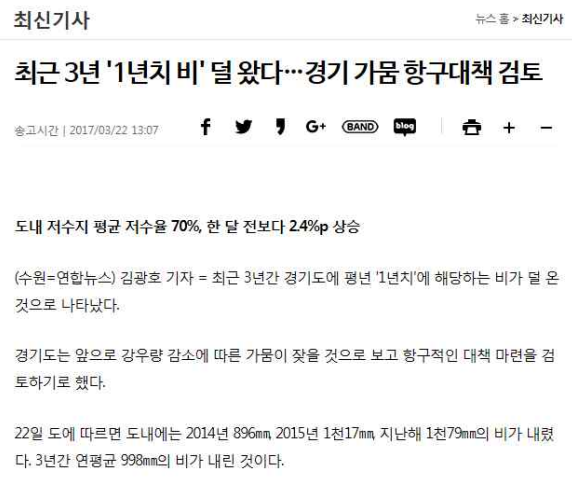 최신기사
뉴스 홈 > 최신기사
최근 3년 '1년치 비' 덜 왔다…경기 가뭄 항구대책 검토
송고시간 | 2017/03/22 13:07
G+ BAND blog
도내 저수지 평균 저수율 70%, 한 달 전보다 2.4%p 상승
(수원=연합뉴스) 김광호 기자 = 최근 3년간 경기도에 평년 '1년치'에 해당하는 비가 덜 온
것으로 나타났다.
경기도는 앞으로 강우량 감소에 따른 가뭄이 잦을 것으로 보고 항구적인 대책 마련을 검
토하기로 했다.
22일 도에 따르면 도내에는 2014년 896㎜, 2015년 1천17㎜, 지난해 1천79㎜의 비가 내렸
다. 3년간 연평균 998㎜의 비가 내린 것이다.